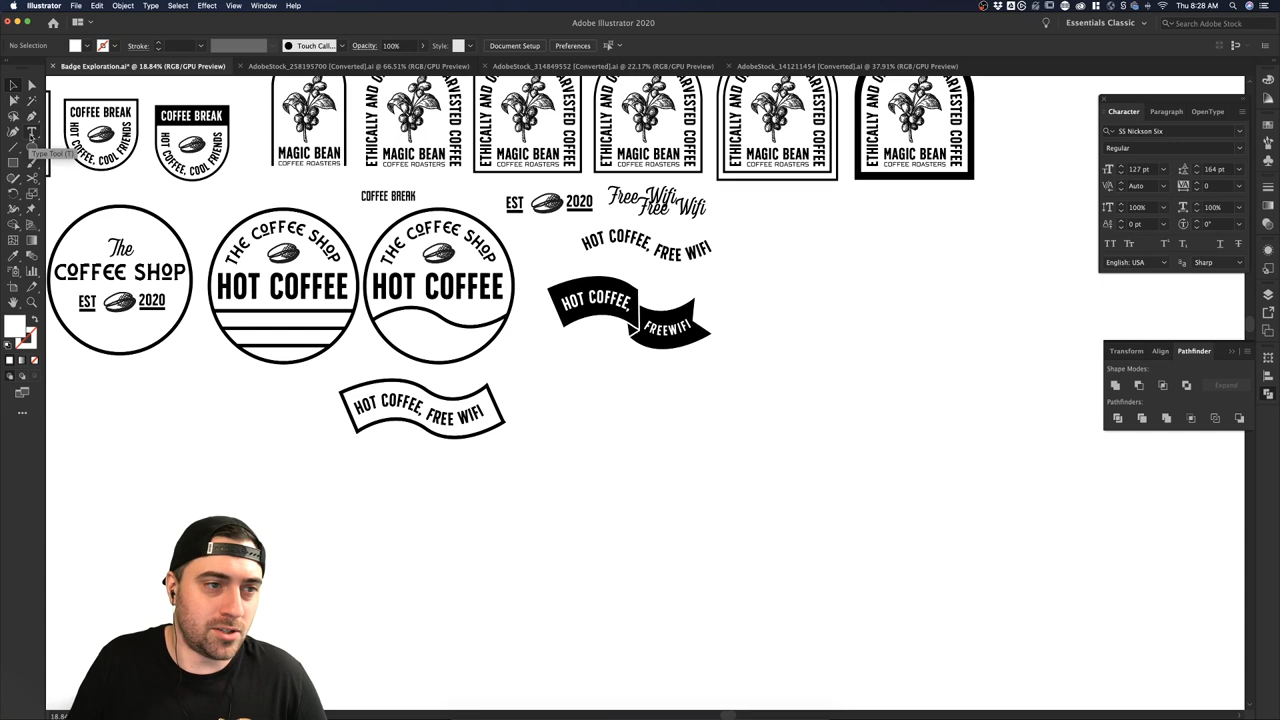 Illustrator File Edit Object Type Select Effect View Window Help
Thu 8:28 AM
Adobe Illustrator 2020
Essentials Classic
Search Adobe Stock
No Selection
Stroke:
Touch Call...
Opacity: 100%
Style:
Document Setup
Preferences
Badge Exploration.ai* @ 18.84% (RGB/GPU Preview)
AdobeStock_258195700 [Converted].ai @ 66.51% (RGB/GPU Preview)
AdobeStock_314849552 [Converted].ai @ 22.17% (RGB/GPU Preview)
AdobeStock_141211454 [Converted].ai @ 37.91% (RGB/GPU Preview)
Type Tool (T)
COFFEE BREAK
HOT COFFEE, COOL FRIENDS
COFFEE BREAK
HOT COFFEE, COOL FRIENDS
MAGIC BEAN
COFFEE ROASTERS
ETHICALLY AND HARVESTED COFFEE
MAGIC BEAN
COFFEE ROASTERS
ETHICALLY AND HARVESTED COFFEE
MAGIC BEAN
COFFEE ROASTERS
ETHICALLY AND HARVESTED COFFEE
MAGIC BEAN
COFFEE ROASTERS
ETHICALLY AND HARVESTED COFFEE
MAGIC BEAN
COFFEE ROASTERS
ETHICALLY AND HARVESTED COFFEE
MAGIC BEAN
COFFEE ROASTERS
COFFEE BREAK
EST 2020
Free Wifi
Free Wifi
The
COFFEE SHOP
EST 2020
THE COFFEE SHOP
HOT COFFEE
THE COFFEE SHOP
HOT COFFEE
HOT COFFEE, FREE WIFI
HOT COFFEE,
FREEWIFI
HOT COFFEE, FREE WIFI
Character Paragraph OpenType
SS Nickson Six
Regular
127 pt 164 pt
Auto 0
100% 100%
0 pt 0°
English: USA Sharp
Transform Align Pathfinder
Shape Modes:
Expand
Pathfinders: